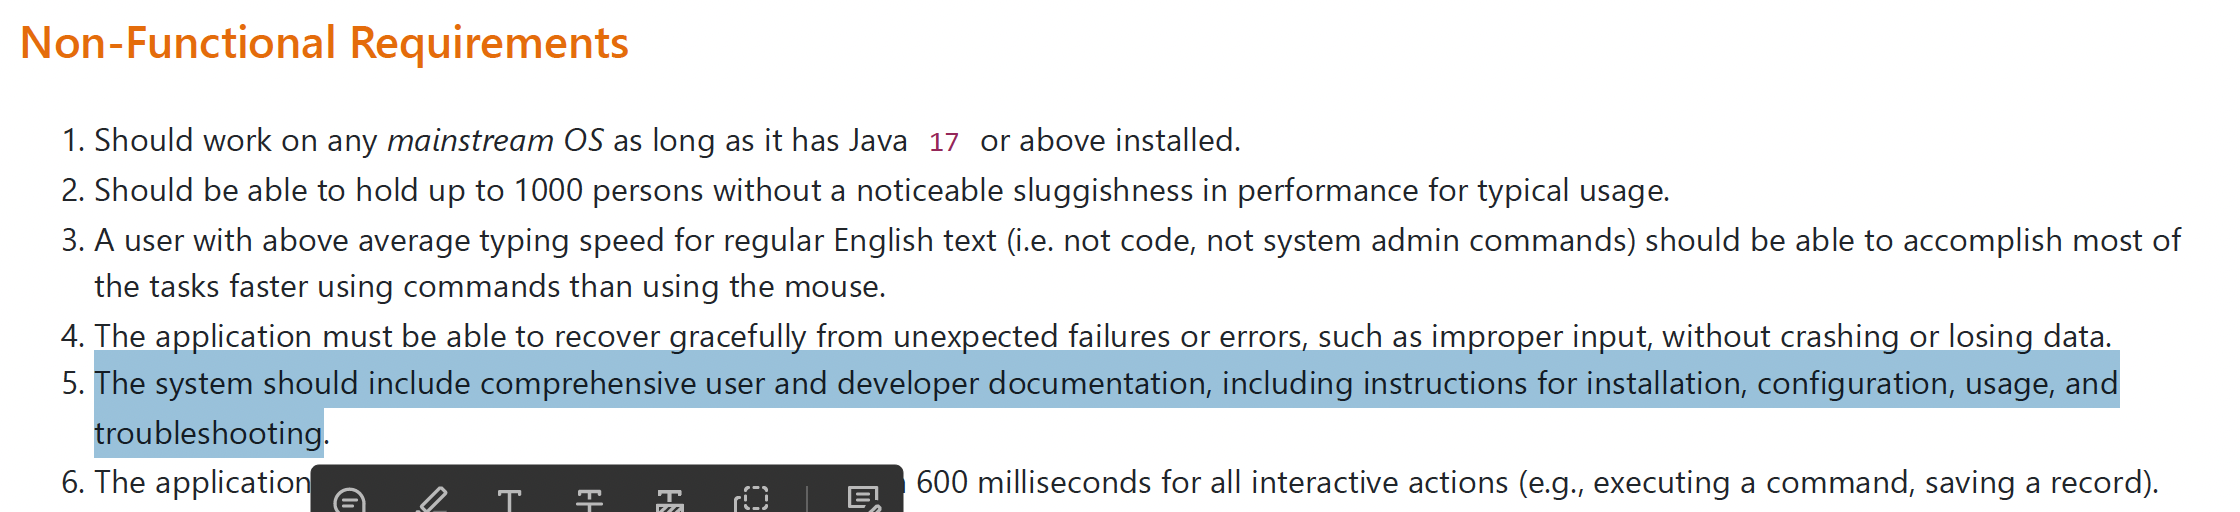 Non-Functional Requirements
1. Should work on any mainstream OS as long as it has Java 17 or above installed.
2. Should be able to hold up to 1000 persons without a noticeable sluggishness in performance for typical usage.
3. A user with above average typing speed for regular English text (i.e. not code, not system admin commands) should be able to accomplish most of
the tasks faster using commands than using the mouse.
4. The application must be able to recover gracefully from unexpected failures or errors, such as improper input, without crashing or losing data.
5. The system should include comprehensive user and developer documentation, including instructions for installation, configuration, usage, and
troubleshooting.
6. The application 600 milliseconds for all interactive actions (e.g., executing a command, saving a record).